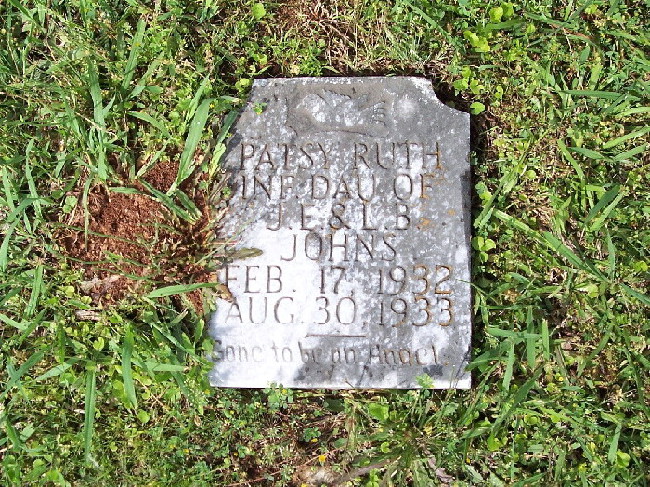 PATSY RUTH
INF. DAU OF
J.E. & L.B.
JOHNS
FEB. 17, 1932
AUG. 30, 1933
Gone to be an Angel